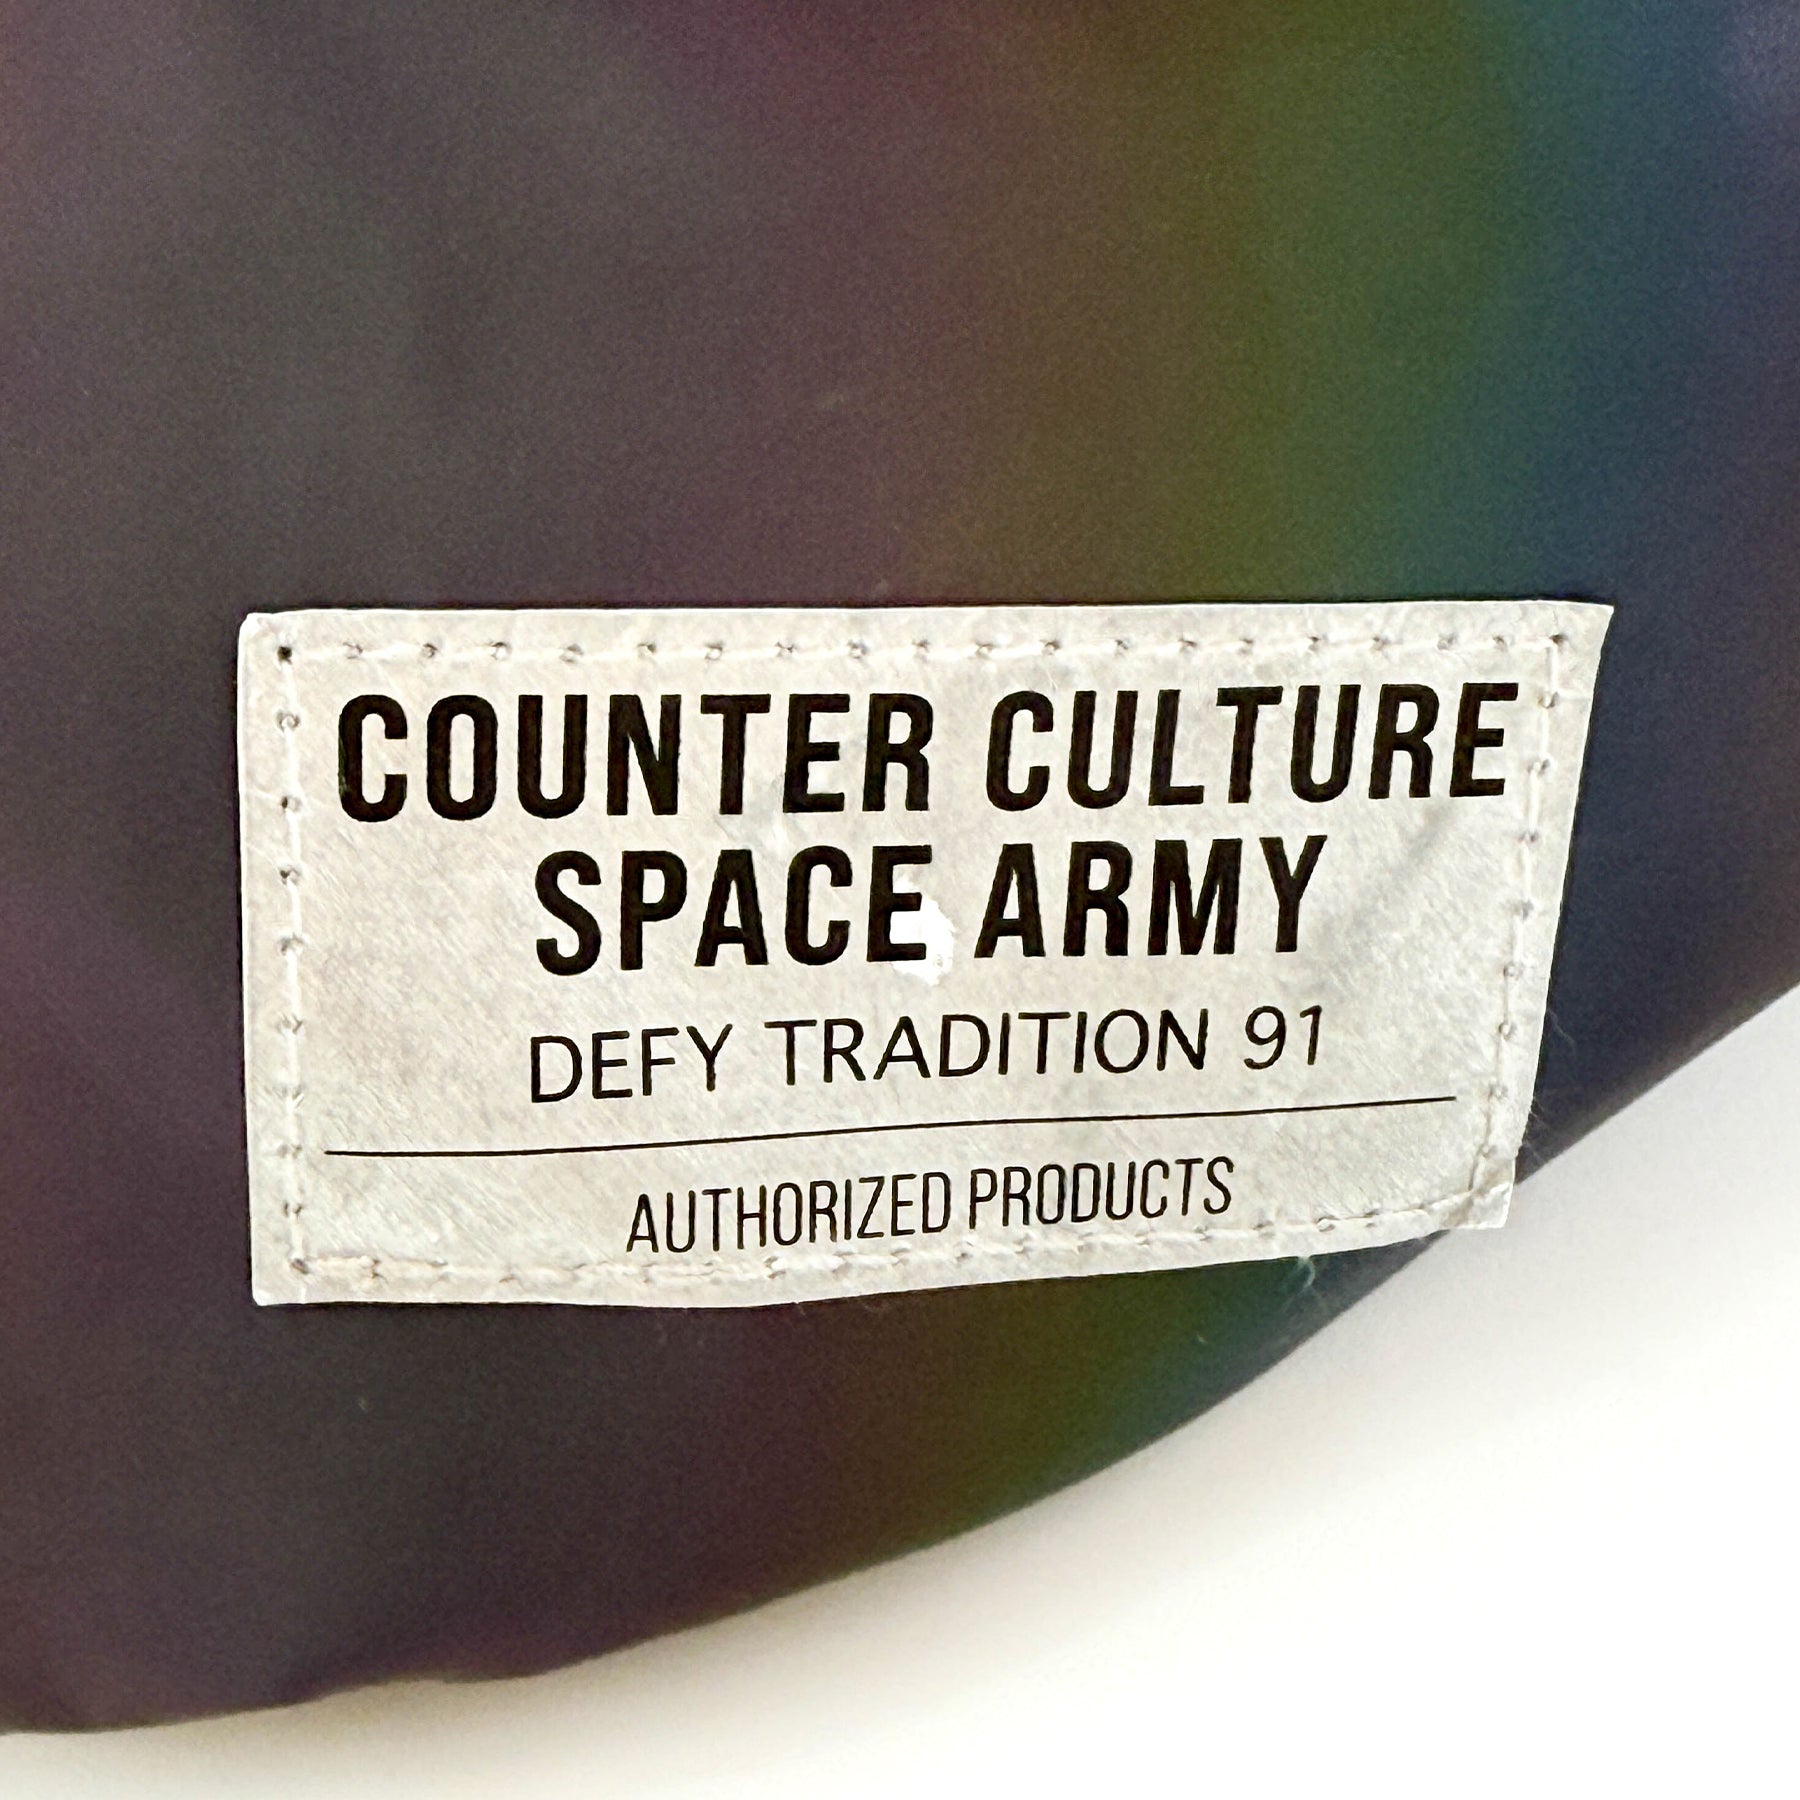 COUNTER CULTURE
SPACE ARMY
DEFY TRADITION 91
AUTHORIZED PRODUCTS